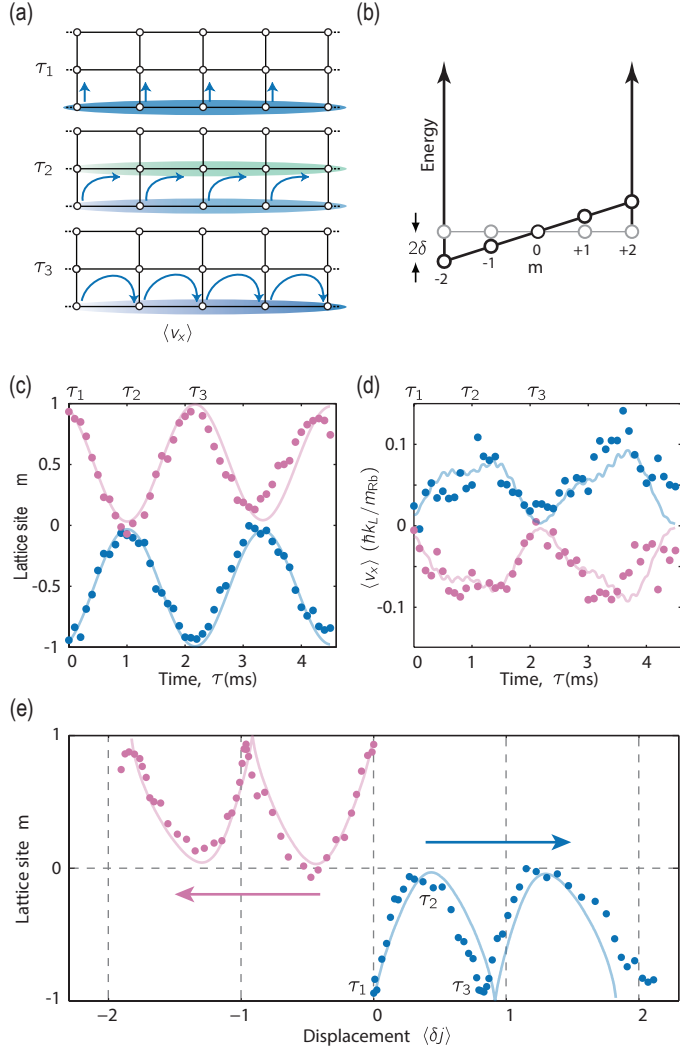 (a)
τ1
τ2
τ3
⟨vx⟩
(b)
Energy
2δ
-2
-1
0
+1
+2
m
(c)
τ1 τ2 τ3
Lattice site m
1
0.5
0
-0.5
-1
0 1 2 3 4
Time, τ(ms)
(d)
τ1 τ2 τ3
⟨vx⟩ (ℏkL/mRb)
0.1
0
-0.1
0 1 2 3 4
Time, τ(ms)
(e)
Lattice site m
1
0
-1
τ1
τ2
τ3
−2 −1 0 1 2
Displacement ⟨δj⟩